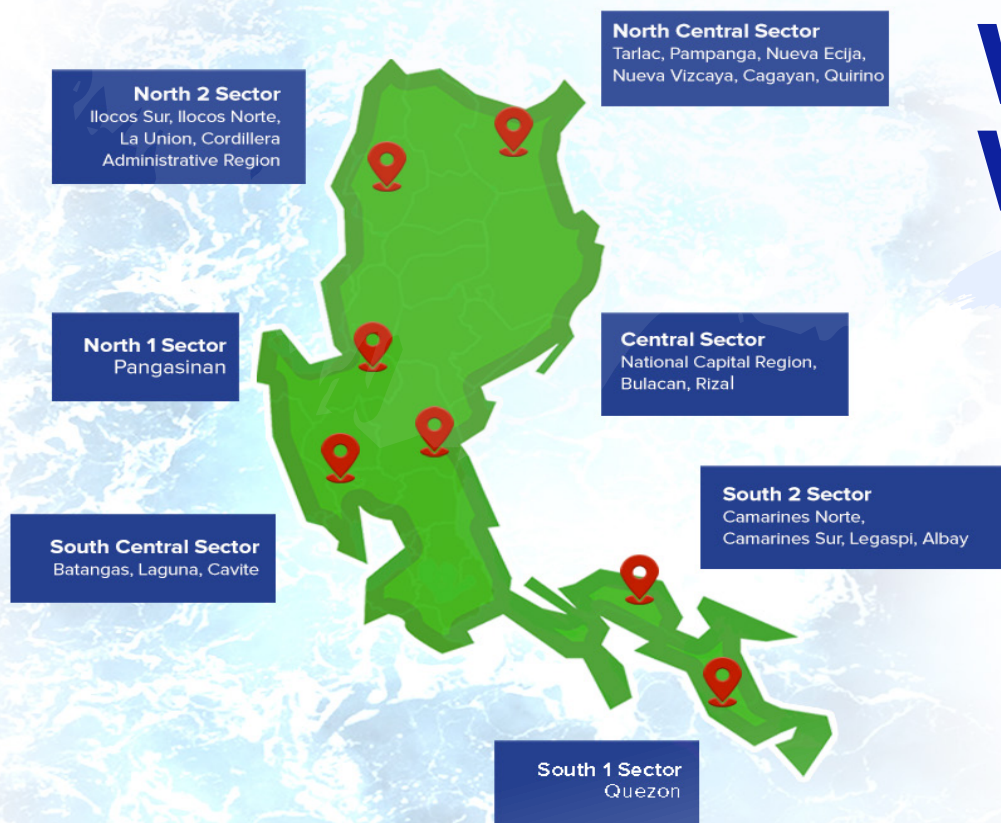 North Central Sector
Tarlac, Pampanga, Nueva Ecija,
Nueva Vizcaya, Cagayan, Quirino
North 2 Sector
Ilocos Sur, Ilocos Norte,
La Union, Cordillera
Administrative Region
North 1 Sector
Pangasinan
Central Sector
National Capital Region,
Bulacan, Rizal
South 2 Sector
Camarines Norte,
Camarines Sur, Legaspi, Albay
South Central Sector
Batangas, Laguna, Cavite
South 1 Sector
Quezon